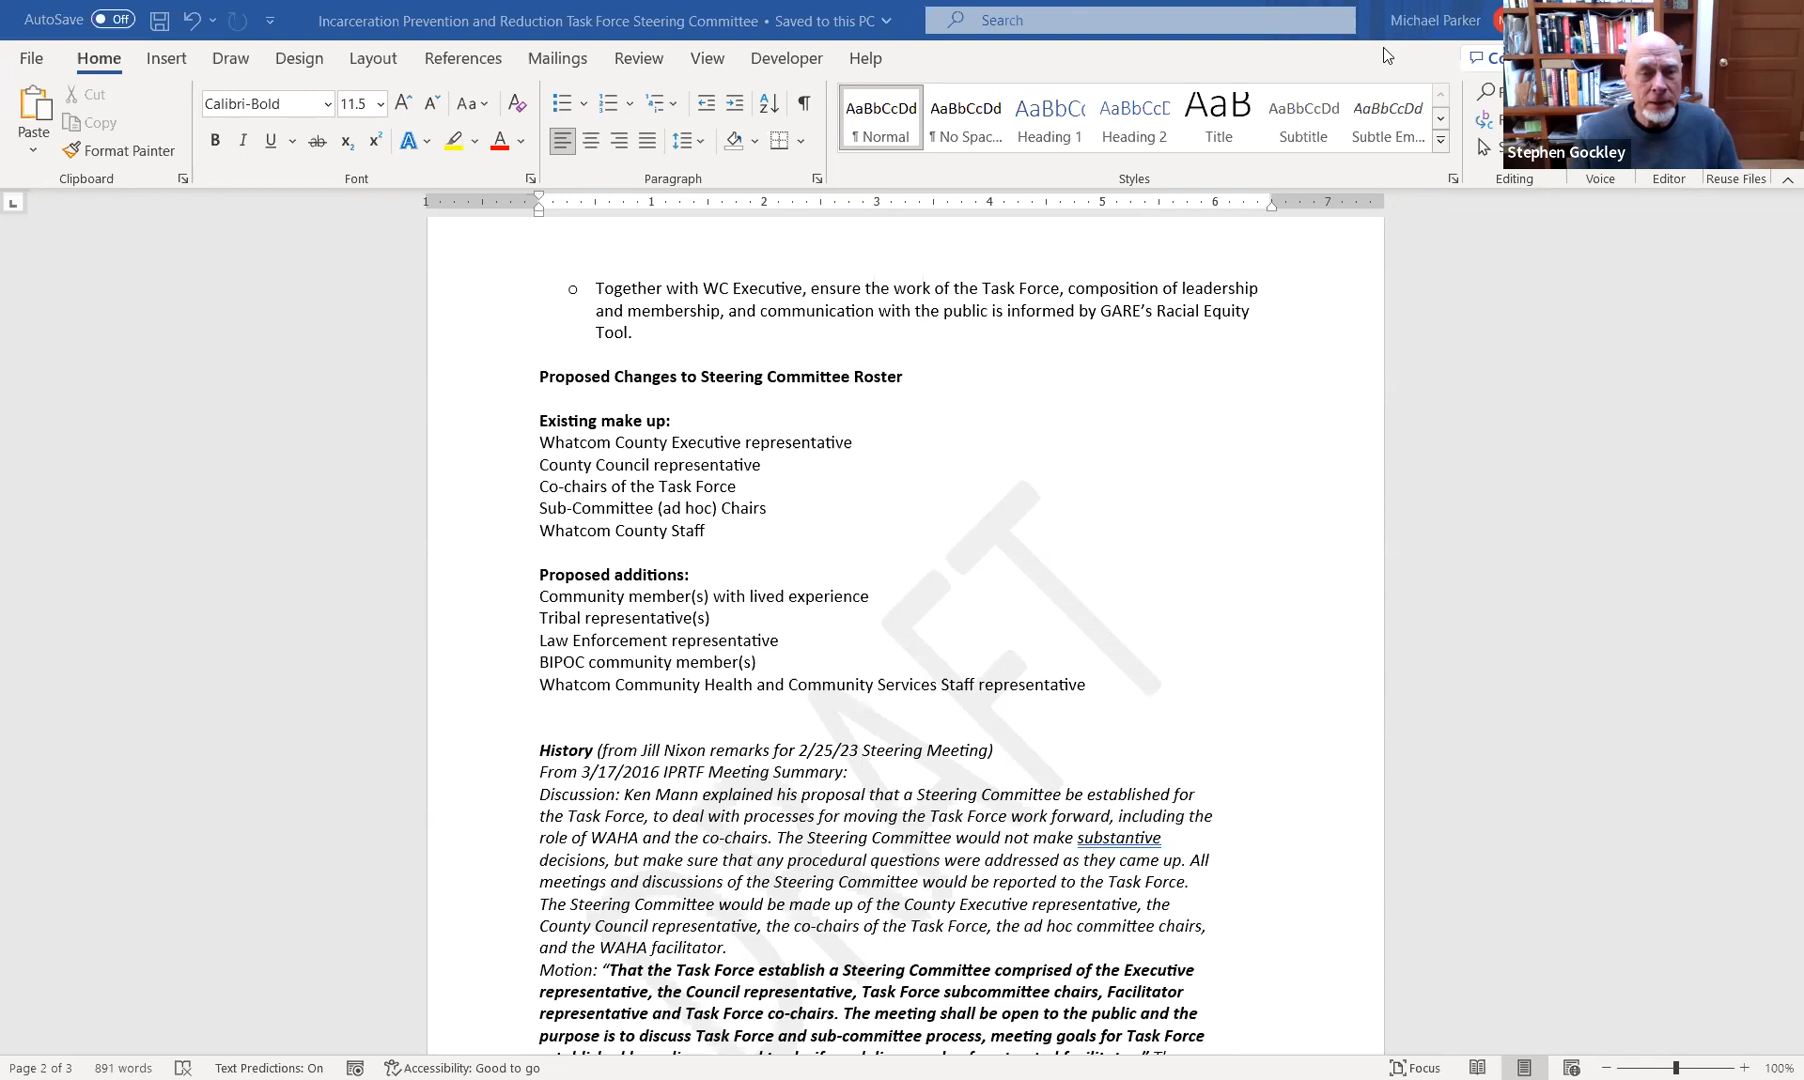 AutoSave Off Incarceration Prevention and Reduction Task Force Steering Committee • Saved to this PC Search Michael Parker
File Home Insert Draw Design Layout References Mailings View Review Developer Help
Paste Cut Copy Format Painter
Calibri-Bold 11.5
AaBbCcDd AaBbCcDd AaBbCc AaBbCcD AaB AaBbCcDd AaBbCcDd
¶ Normal ¶ No Spac... Heading 1 Heading 2 Title Subtitle Subtle Em...
Stephen Gockley
Clipboard Font Paragraph Styles Editing Voice Editor Reuse Files
1 1 2 3 4 5 6 7
o Together with WC Executive, ensure the work of the Task Force, composition of leadership
and membership, and communication with the public is informed by GARE’s Racial Equity
Tool.
Proposed Changes to Steering Committee Roster
Existing make up:
Whatcom County Executive representative
County Council representative
Co-chairs of the Task Force
Sub-Committee (ad hoc) Chairs
Whatcom County Staff
Proposed additions:
Community member(s) with lived experience
Tribal representative(s)
Law Enforcement representative
BIPOC community member(s)
Whatcom Community Health and Community Services Staff representative
History (from Jill Nixon remarks for 2/25/23 Steering Meeting)
From 3/17/2016 IPRTF Meeting Summary:
Discussion: Ken Mann explained his proposal that a Steering Committee be established for
the Task Force, to deal with processes for moving the Task Force work forward, including the
role of WAHA and the co-chairs. The Steering Committee would not make substantive
decisions, but make sure that any procedural questions were addressed as they came up. All
meetings and discussions of the Steering Committee would be reported to the Task Force.
The Steering Committee would be made up of the County Executive representative, the
County Council representative, the co-chairs of the Task Force, the ad hoc committee chairs,
and the WAHA facilitator.
Motion: “That the Task Force establish a Steering Committee comprised of the Executive
representative, the Council representative, Task Force subcommittee chairs, Facilitator
representative and Task Force co-chairs. The meeting shall be open to the public and the
purpose is to discuss Task Force and sub-committee process, meeting goals for Task Force
DRAFT
Page 2 of 3 891 words Text Predictions: On Accessibility: Good to go Focus 100%